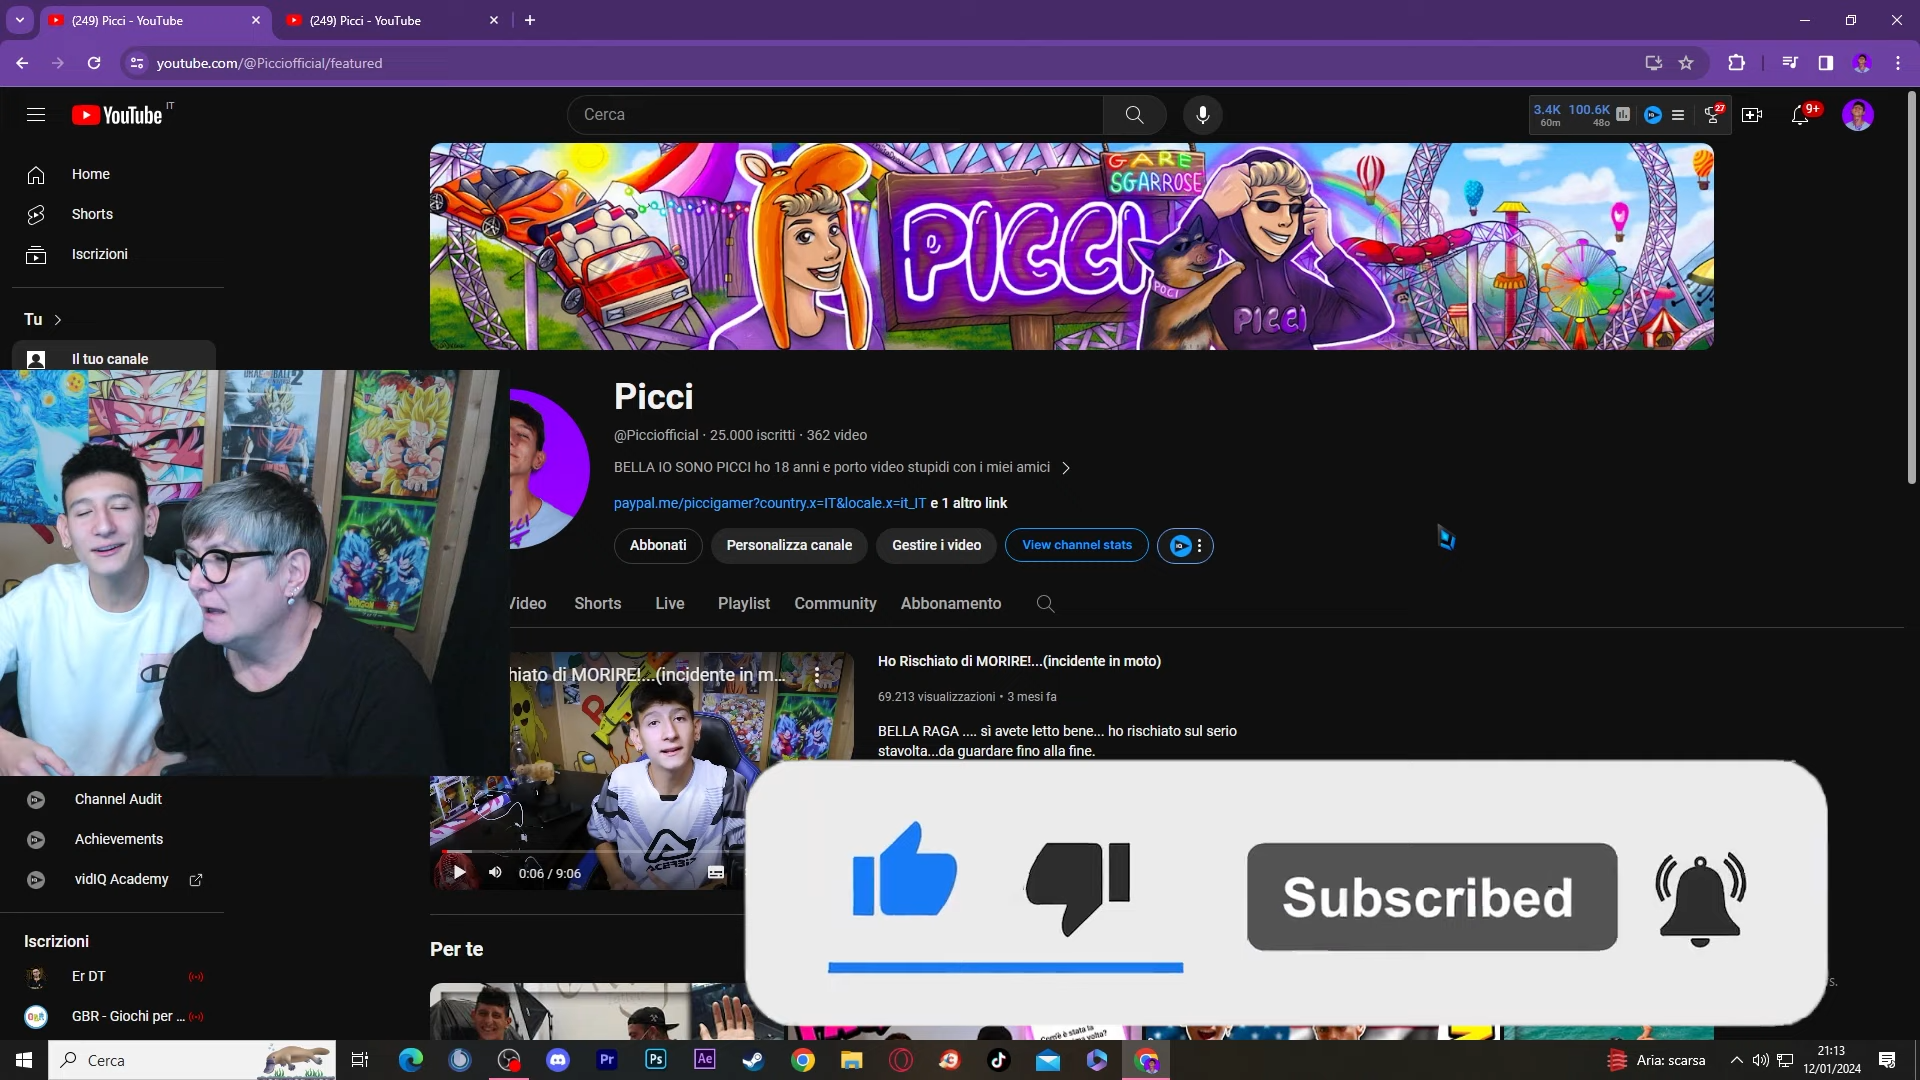 (249) Picci - YouTube
(249) Picci - YouTube
youtube.com/@Picciofficial/featured
YouTube IT
Cerca
3.4K 100.6K
60m 48o
27
9+
Home
Shorts
Iscrizioni
Tu
Il tuo canale
GARE
SGARROSE
PICCI
POCI
PICCI
Picci
@Picciofficial · 25.000 iscritti · 362 video
BELLA IO SONO PICCI ho 18 anni e porto video stupidi con i miei amici
paypal.me/piccigamer?country.x=IT&locale.x=it_IT e 1 altro link
Abbonati
Personalizza canale
Gestire i video
View channel stats
Video
Shorts
Live
Playlist
Community
Abbonamento
hiato di MORIRE!...(incidente in m...
ACERBIS
0:06 / 9:06
Ho Rischiato di MORIRE!...(incidente in moto)
69.213 visualizzazioni • 3 mesi fa
BELLA RAGA .... sì avete letto bene... ho rischiato sul serio
stavolta...da guardare fino alla fine.
Channel Audit
Achievements
vidIQ Academy
Iscrizioni
Er DT
GBR - Giochi per ...
Per te
Subscribed
s.
Cerca
Pr
Ps
Ae
Aria: scarsa
21:13
12/01/2024